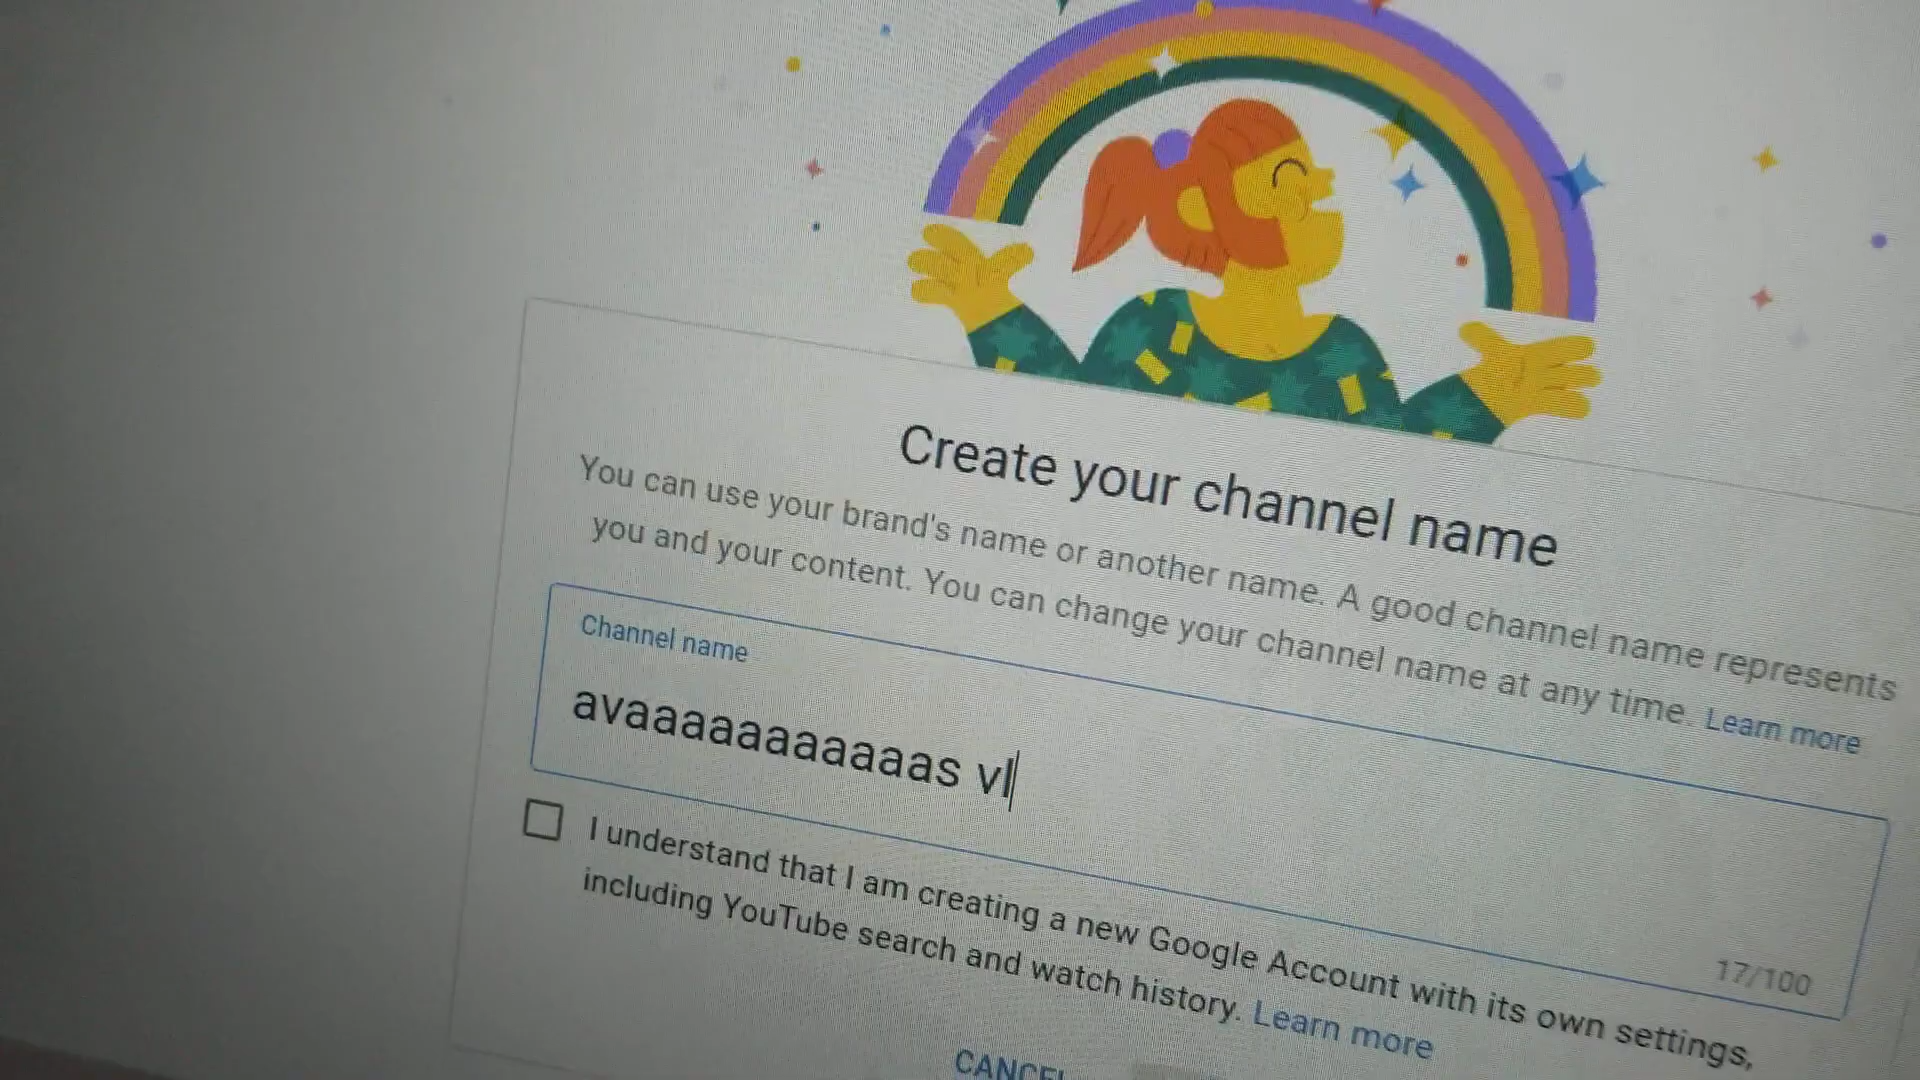 Create your channel name
You can use your brand's name or another name. A good channel name represents
you and your content. You can change your channel name at any time. Learn more
Channel name
avaaaaaaaaaaas vl
17/100
I understand that I am creating a new Google Account with its own settings,
including YouTube search and watch history. Learn more
CANCEL